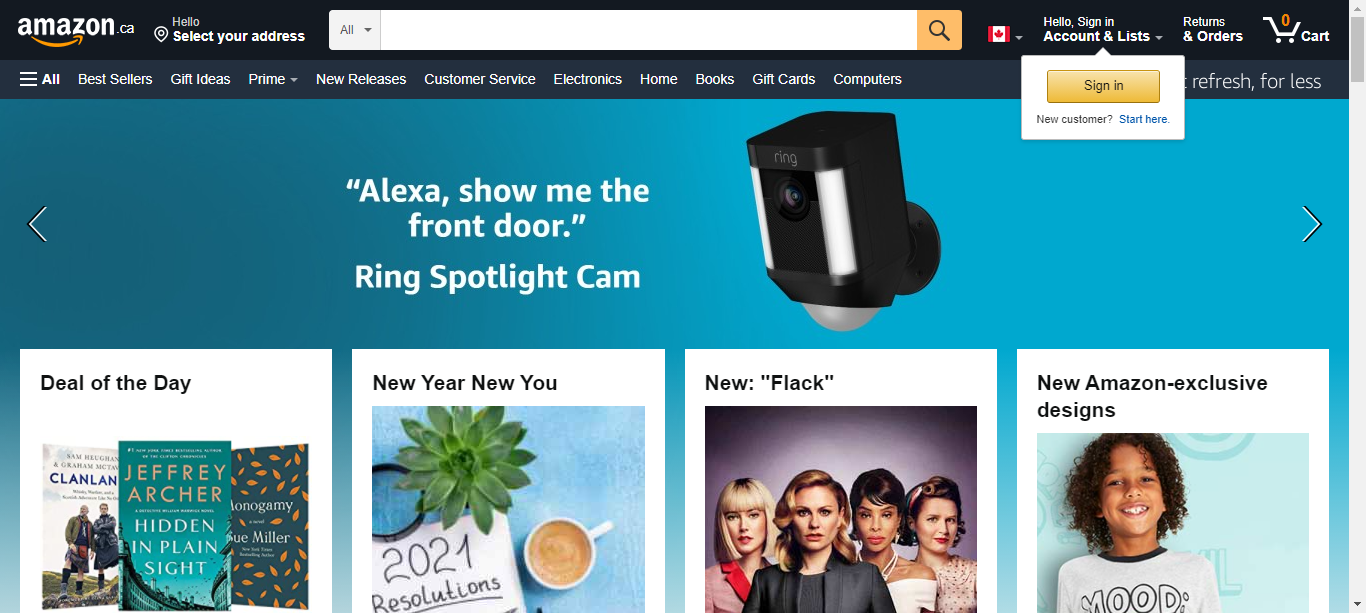 amazon.ca
Hello
Select your address
All
Hello, Sign in
Account & Lists
Returns
& Orders
0
Cart
All
Best Sellers
Gift Ideas
Prime
New Releases
Customer Service
Electronics
Home
Books
Gift Cards
Computers
refresh, for less
Sign in
New customer? Start here.
“Alexa, show me the
front door.”
Ring Spotlight Cam
ring
Deal of the Day
SAM HEUGHAN
& GRAHAM MCTAV
CLANLAN
#1 NEW YORK TIMES BESTSELLING AUTHOR
OF THE CLIFTON CHRONICLES
JEFFREY
ARCHER
A DETECTIVE WILLIAM WARWICK NOVEL
HIDDEN
IN PLAIN
SIGHT
onogamy
a novel
ue Miller
New Year New You
2021
Resolutions
New: "Flack"
New Amazon-exclusive
designs
MOOD: